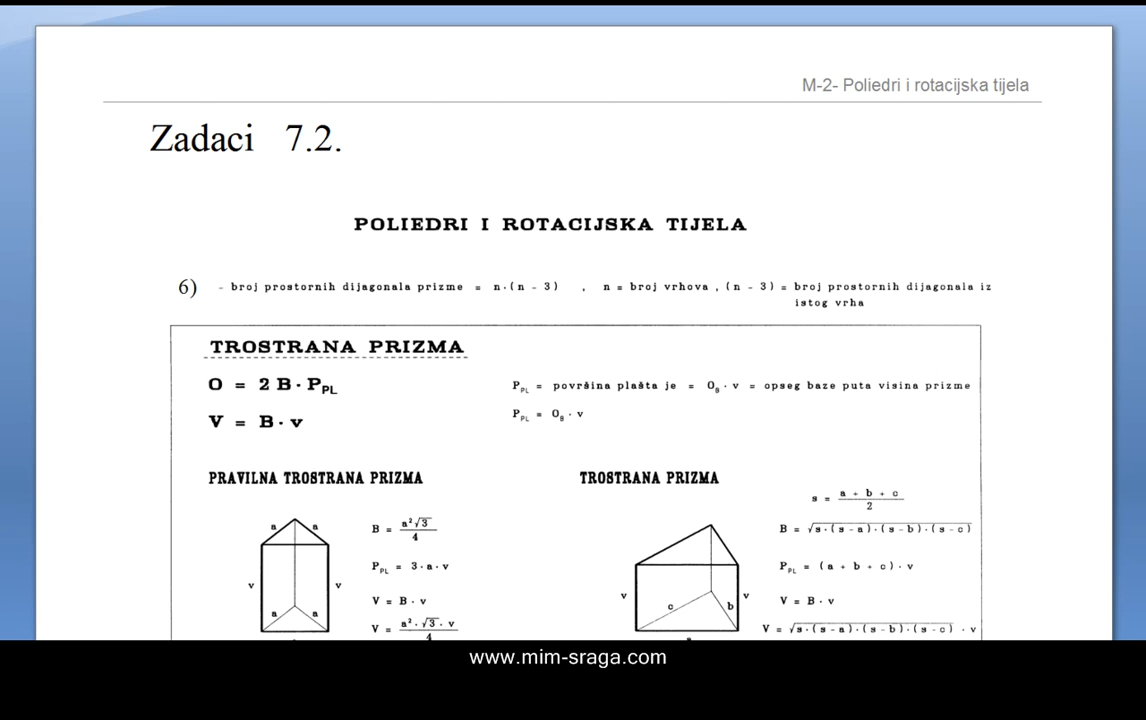 M-2- Poliedri i rotacijska tijela
Zadaci 7.2.
POLIEDRI I ROTACIJSKA TIJELA
6) - broj prostornih dijagonala prizme = n·(n - 3) , n = broj vrhova , (n - 3) = broj prostornih dijagonala iz
istog vrha
TROSTRANA PRIZMA
O = 2 B · P_PL
P_PL = površina plašta je = O_B · v = opseg baze puta visina prizme
V = B · v
P_PL = O_B · v
PRAVILNA TROSTRANA PRIZMA
a a
v v
a a
B = a²√3 / 4
P_PL = 3·a·v
V = B · v
V = a²·√3·v / 4
TROSTRANA PRIZMA
v v
c b
s = a + b + c / 2
B = √s·(s - a)·(s - b)·(s - c)
P_PL = (a + b + c) · v
V = B · v
V = √s·(s - a)·(s - b)·(s - c) · v
www.mim-sraga.com